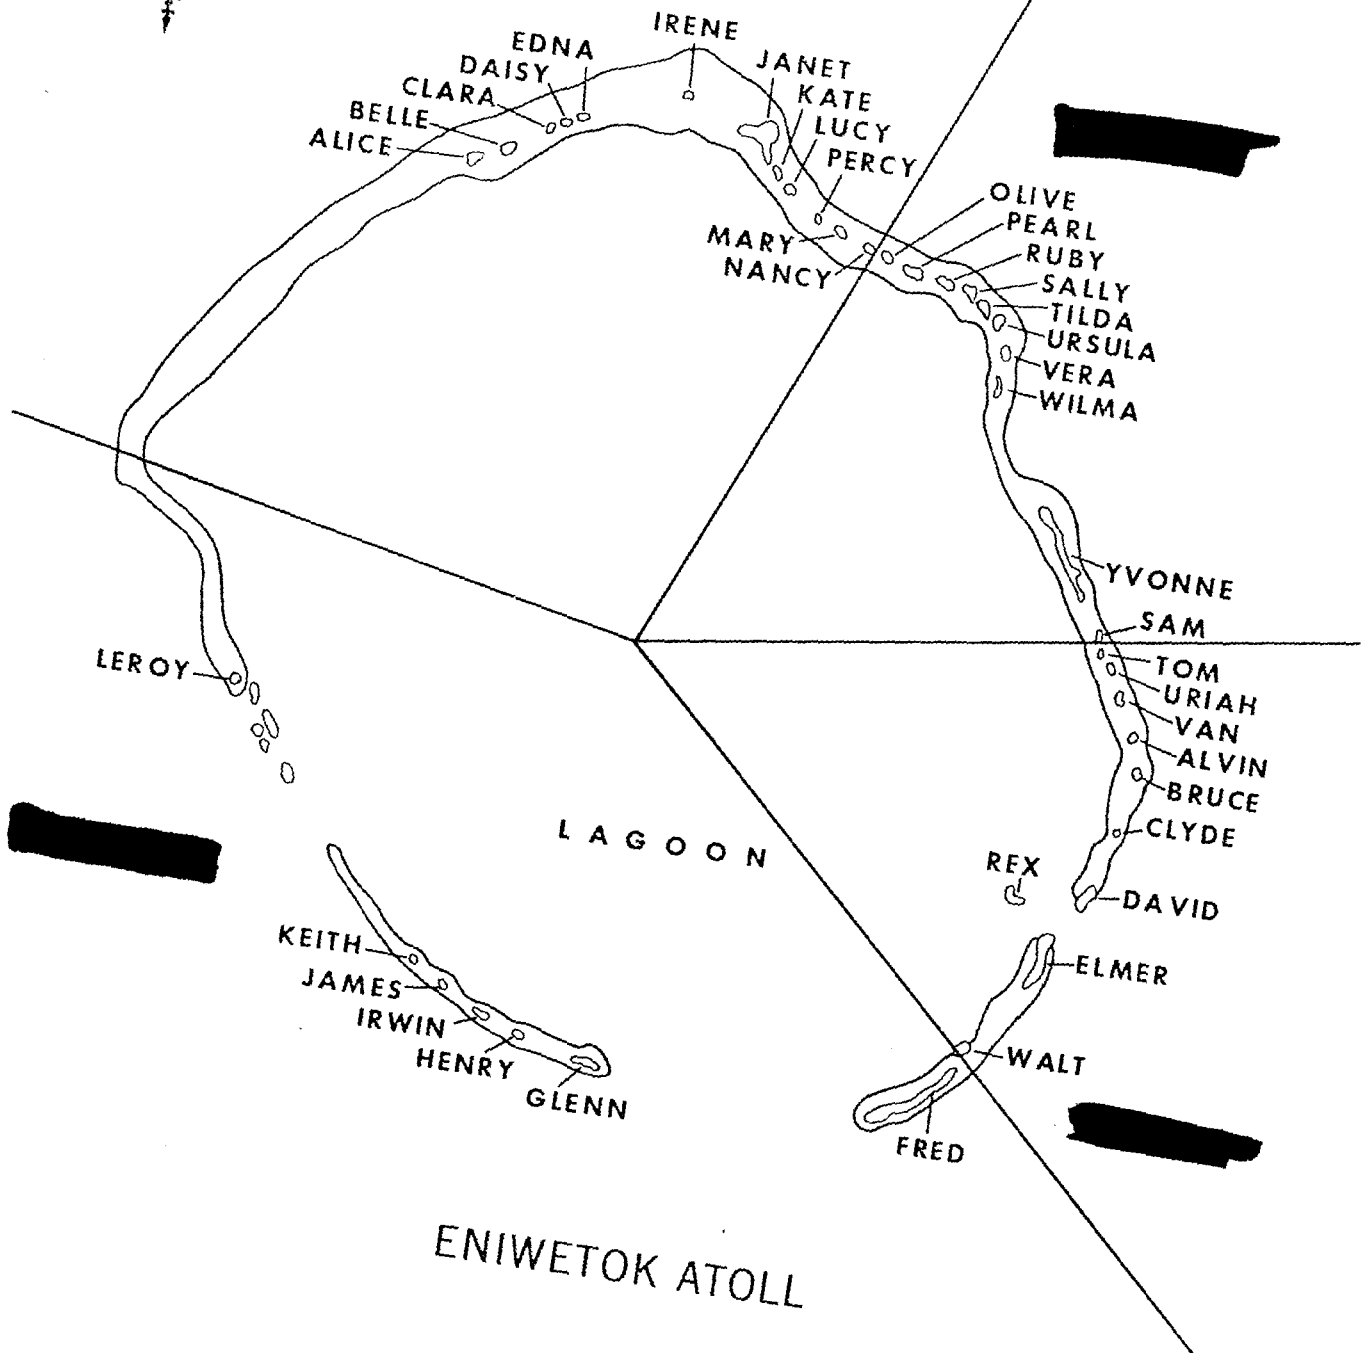 IRENE
EDNA
JANET
DAISY
KATE
CLARA
LUCY
BELLE
ALICE
PERCY
OLIVE
PEARL
MARY
RUBY
NANCY
SALLY
TILDA
URSULA
VERA
WILMA
YVONNE
SAM
LEROY
TOM
URIAH
VAN
ALVIN
BRUCE
LAGOON
CLYDE
REX
DAVID
KEITH
ELMER
JAMES
IRWIN
HENRY
WALT
GLENN
FRED
ENIWETOK ATOLL